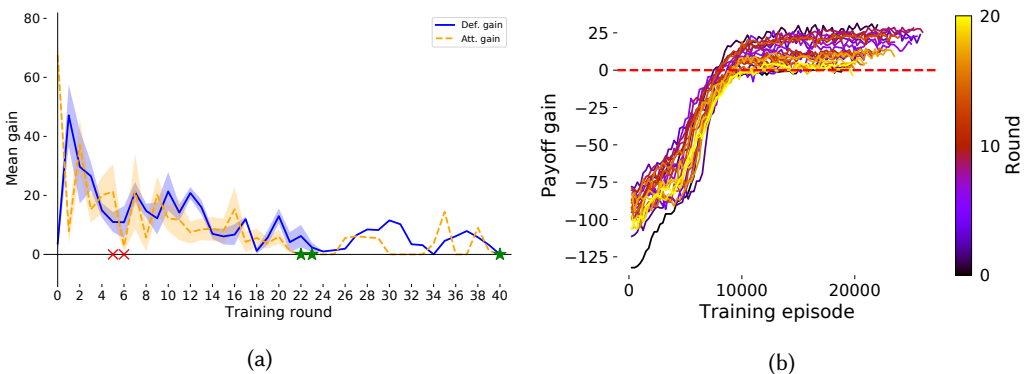 80
60
40
20
0
Mean gain
Def. gain
Att. gain
0 2 4 6 8 10 12 14 16 18 20 22 24 26 28 30 32 34 36 38 40
Training round
(a)
25
0
−25
−50
−75
−100
−125
Payoff gain
0 10000 20000
Training episode
20
10
0
Round
(b)